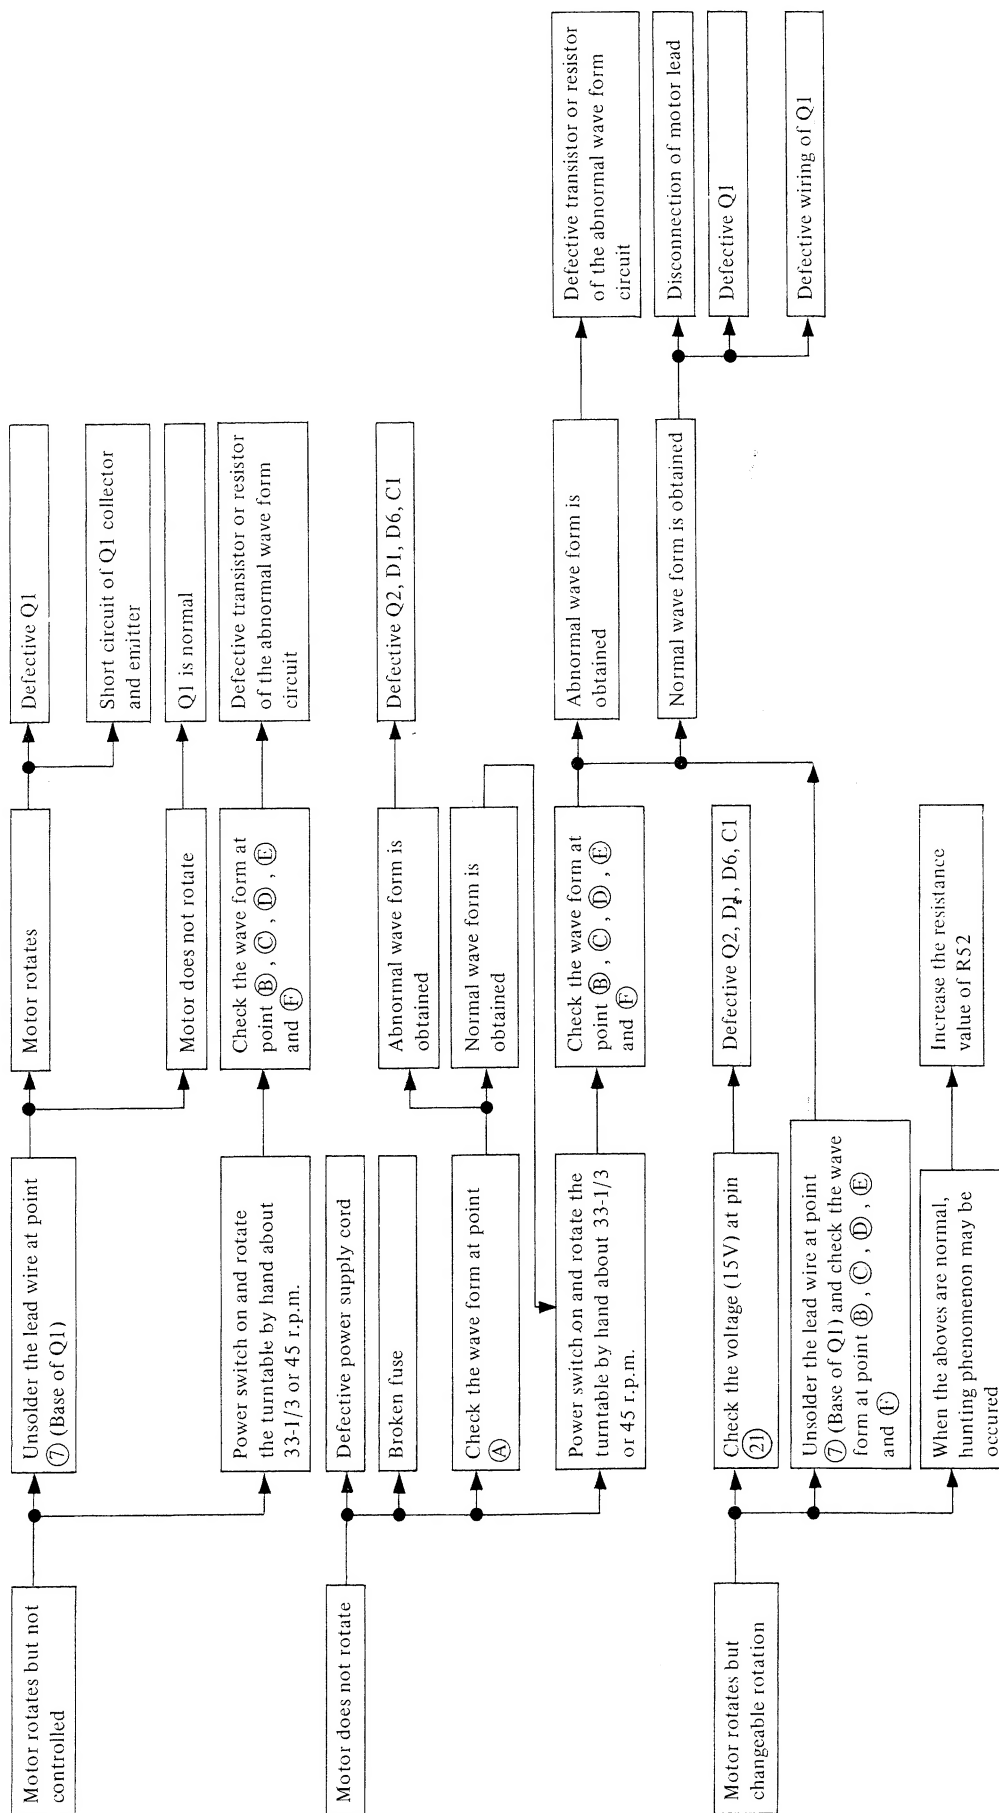 Motor rotates but not
controlled
Unsolder the lead wire at point
⑦ (Base of Q1)
Motor rotates
Defective Q1
Short circuit of Q1 collector
and emitter
Motor does not rotate
Q1 is normal
Power switch on and rotate
the turntable by hand about
33-1/3 or 45 r.p.m.
Check the wave form at
point Ⓑ, Ⓒ, Ⓓ, Ⓔ
and Ⓕ
Defective transistor or resistor
of the abnormal wave form
circuit
Motor does not rotate
Defective power supply cord
Broken fuse
Check the wave form at point
Ⓐ
Abnormal wave form is
obtained
Defective Q2, D1, D6, C1
Normal wave form is
obtained
Power switch on and rotate the
turntable by hand about 33-1/3
or 45 r.p.m.
Check the wave form at
point Ⓑ, Ⓒ, Ⓓ, Ⓔ
and Ⓕ
Abnormal wave form is
obtained
Defective transistor or resistor
of the abnormal wave form
circuit
Normal wave form is obtained
Disconnection of motor lead
Defective Q1
Defective wiring of Q1
Motor rotates but
changeable rotation
Check the voltage (15V) at pin
㉑
Defective Q2, D1, D6, C1
Unsolder the lead wire at point
⑦ (Base of Q1) and check the wave
form at point Ⓑ, Ⓒ, Ⓓ, Ⓔ
and Ⓕ
When the aboves are normal,
hunting phenomenon may be
occured
Increase the resistance
value of R52